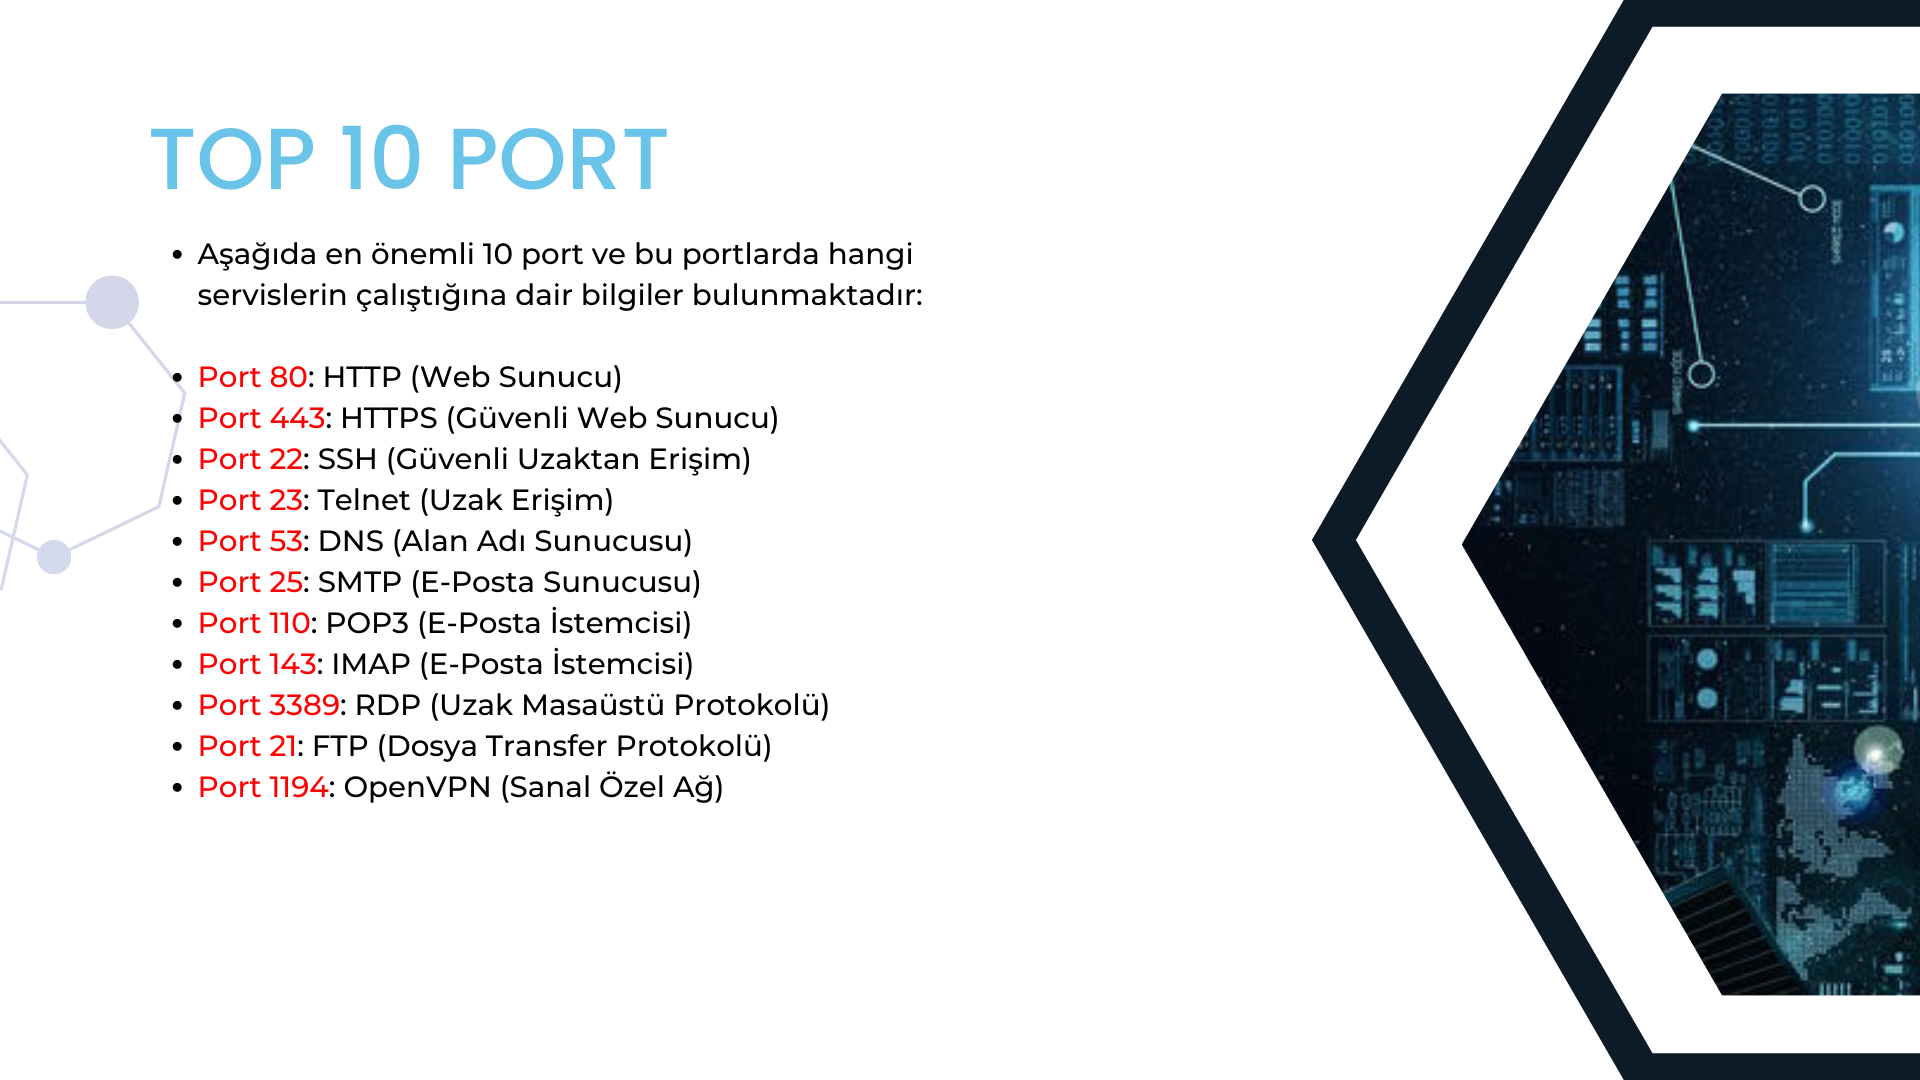 TOP 10 PORT
• Aşağıda en önemli 10 port ve bu portlarda hangi
servislerin çalıştığına dair bilgiler bulunmaktadır:
• Port 80: HTTP (Web Sunucu)
• Port 443: HTTPS (Güvenli Web Sunucu)
• Port 22: SSH (Güvenli Uzaktan Erişim)
• Port 23: Telnet (Uzak Erişim)
• Port 53: DNS (Alan Adı Sunucusu)
• Port 25: SMTP (E-Posta Sunucusu)
• Port 110: POP3 (E-Posta İstemcisi)
• Port 143: IMAP (E-Posta İstemcisi)
• Port 3389: RDP (Uzak Masaüstü Protokolü)
• Port 21: FTP (Dosya Transfer Protokolü)
• Port 1194: OpenVPN (Sanal Özel Ağ)